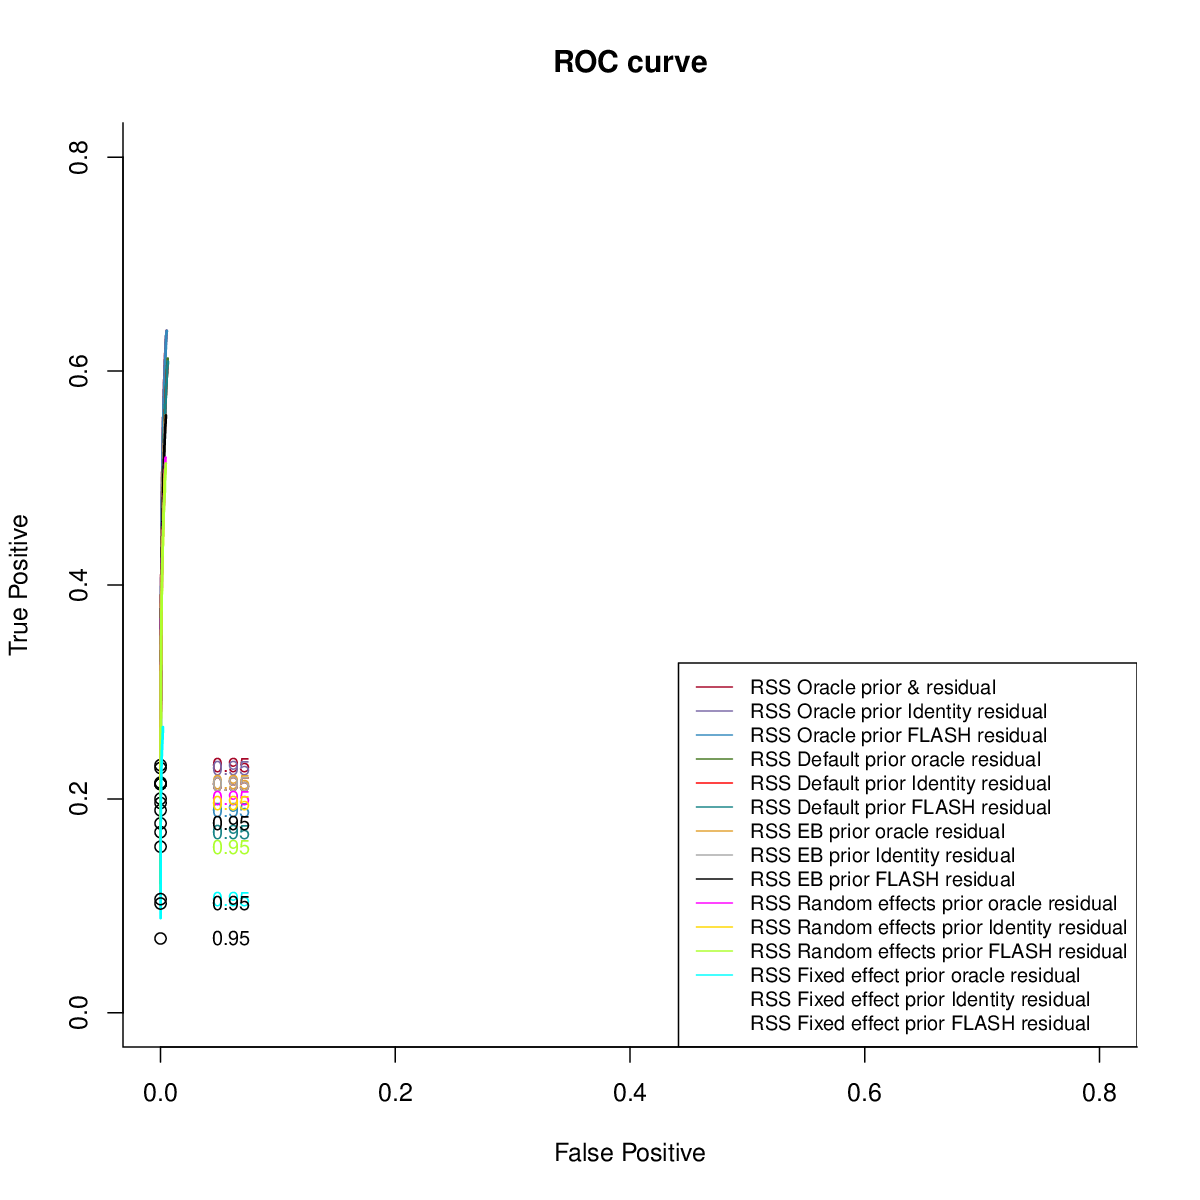 ROC curve
True Positive
0.8
0.6
0.4
0.2
0.0
0.95
0.95
0.95
0.95
0.95
0.95
0.95
0.95
0.95
0.95
RSS Oracle prior & residual
RSS Oracle prior Identity residual
RSS Oracle prior FLASH residual
RSS Default prior oracle residual
RSS Default prior Identity residual
RSS Default prior FLASH residual
RSS EB prior oracle residual
RSS EB prior Identity residual
RSS EB prior FLASH residual
RSS Random effects prior oracle residual
RSS Random effects prior Identity residual
RSS Random effects prior FLASH residual
RSS Fixed effect prior oracle residual
RSS Fixed effect prior Identity residual
RSS Fixed effect prior FLASH residual
0.0 0.2 0.4 0.6 0.8
False Positive